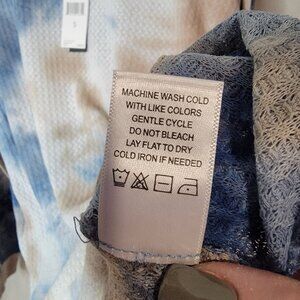 MACHINE WASH COLD
WITH LIKE COLORS
GENTLE CYCLE
DO NOT BLEACH
LAY FLAT TO DRY
COLD IRON IF NEEDED